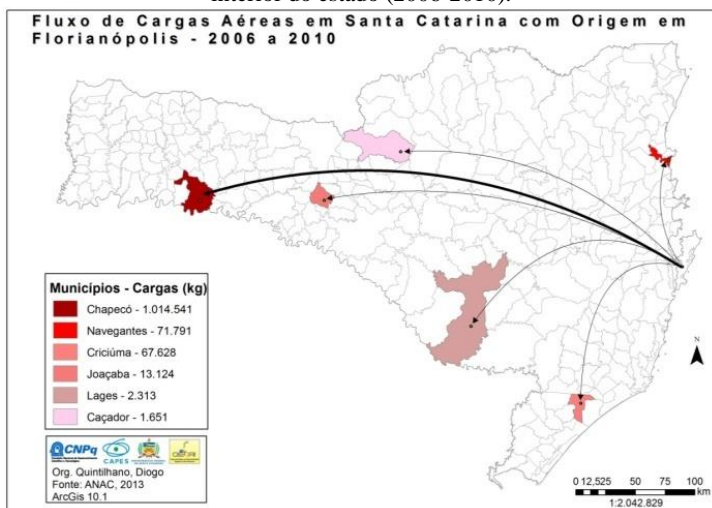 interior do estado (2006-2010).
Fluxo de Cargas Aéreas em Santa Catarina com Origem em
Florianópolis - 2006 a 2010
Municípios - Cargas (kg)
Chapecó - 1.014.541
Navegantes - 71.791
Criciúma - 67.628
Joaçaba - 13.124
Lages - 2.313
Caçador - 1.651
CNPq
CAPES
Org. Quintilhano, Diogo
Fonte: ANAC, 2013
ArcGis 10.1
N
0 12,525 50 75 100
km
1:2.042.829